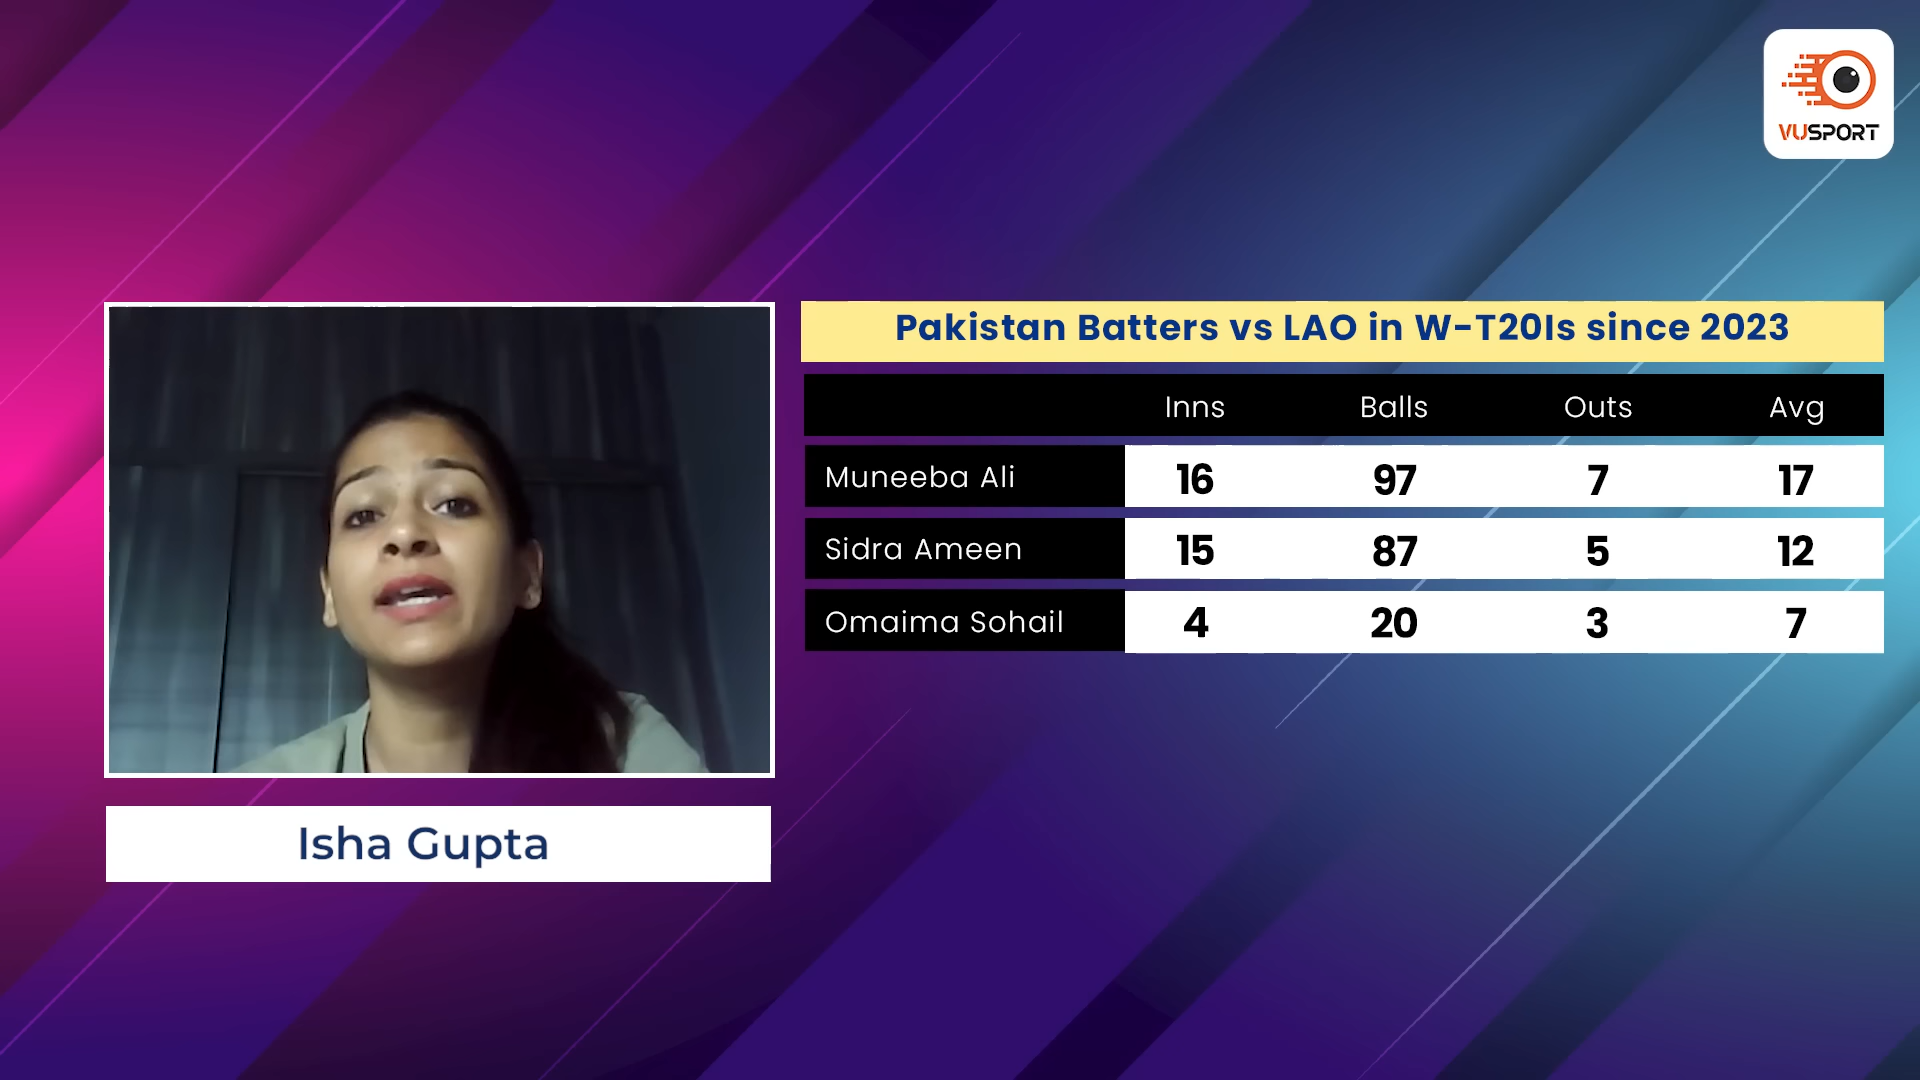 VUSPORT
Pakistan Batters vs LAO in W-T20Is since 2023
Inns Balls Outs Avg
Muneeba Ali 16 97 7 17
Sidra Ameen 15 87 5 12
Omaima Sohail 4 20 3 7
Isha Gupta